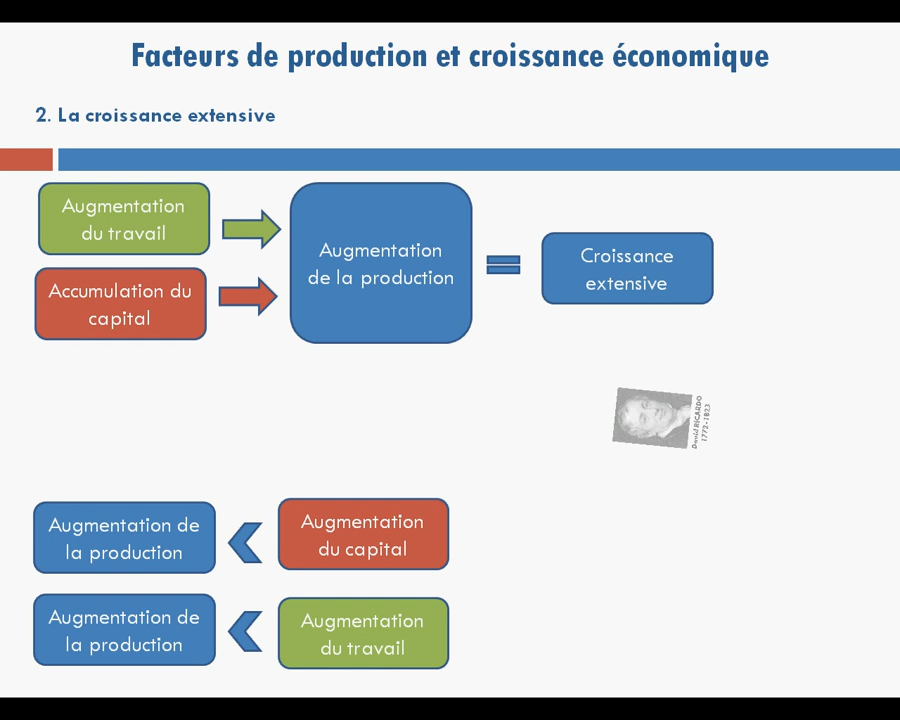 Facteurs de production et croissance économique
2. La croissance extensive
Augmentation
du travail
Accumulation du
capital
Augmentation
de la production
Croissance
extensive
David RICARDO
1772-1823
Augmentation de
la production
Augmentation
du capital
Augmentation de
la production
Augmentation
du travail